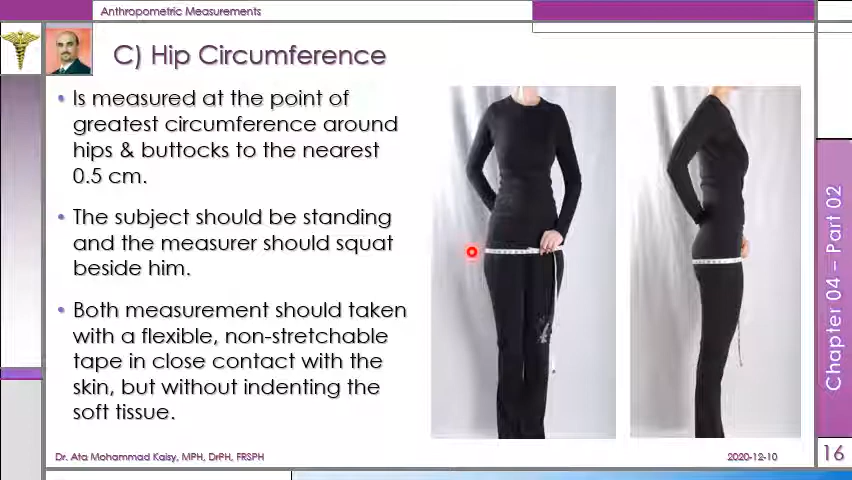 Anthropometric Measurements
C) Hip Circumference
• Is measured at the point of
greatest circumference around
hips & buttocks to the nearest
0.5 cm.
• The subject should be standing
and the measurer should squat
beside him.
• Both measurement should taken
with a flexible, non-stretchable
tape in close contact with the
skin, but without indenting the
soft tissue.
Chapter 04 – Part 02
Dr. Ata Mohammad Kaisy, MPH, DrPH, FRSPH
2020-12-10
16